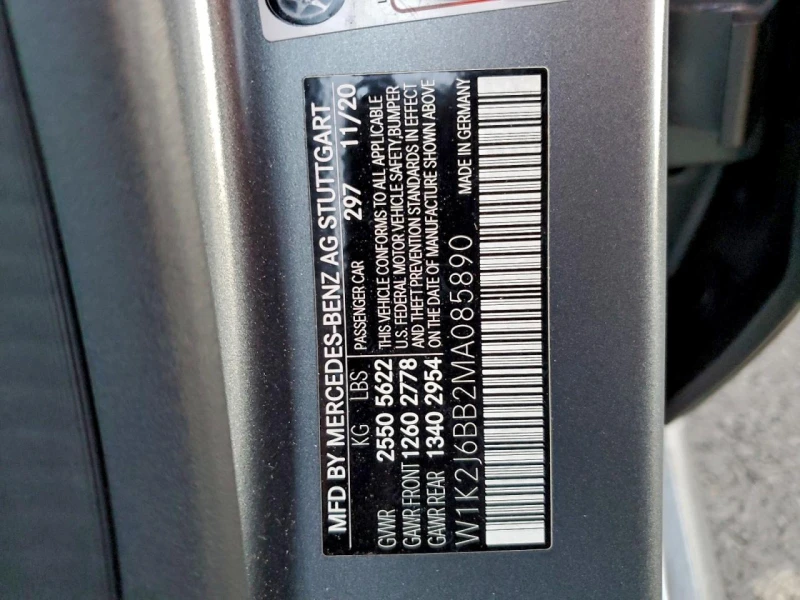 MFD BY MERCEDES-BENZ AG STUTTGART
297 11/20
KG LBS PASSENGER CAR
GVWR 2550 5622 THIS VEHICLE CONFORMS TO ALL APPLICABLE
GAWR FRONT 1260 2778 U.S. FEDERAL MOTOR VEHICLE SAFETY,BUMPER
AND THEFT PREVENTION STANDARDS IN EFFECT
GAWR REAR 1340 2954 ON THE DATE OF MANUFACTURE SHOWN ABOVE
W1K2J6BB2MA085890 MADE IN GERMANY